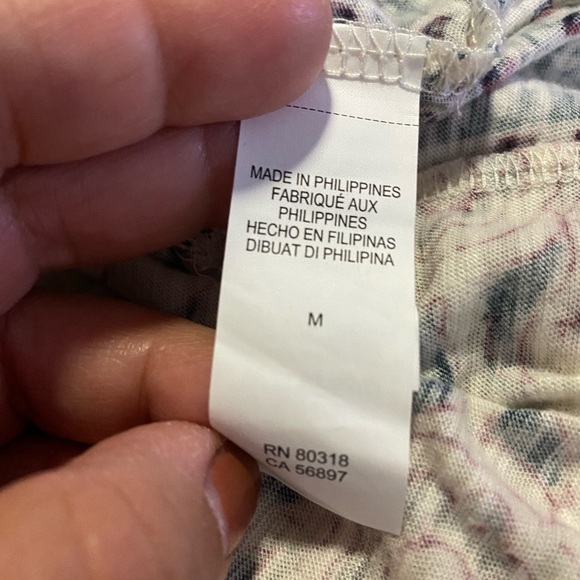 MADE IN PHILIPPINES
FABRIQUÉ AUX
PHILIPPINES
HECHO EN FILIPINAS
DIBUAT DI PHILIPINA
M
RN 80318
CA 56897